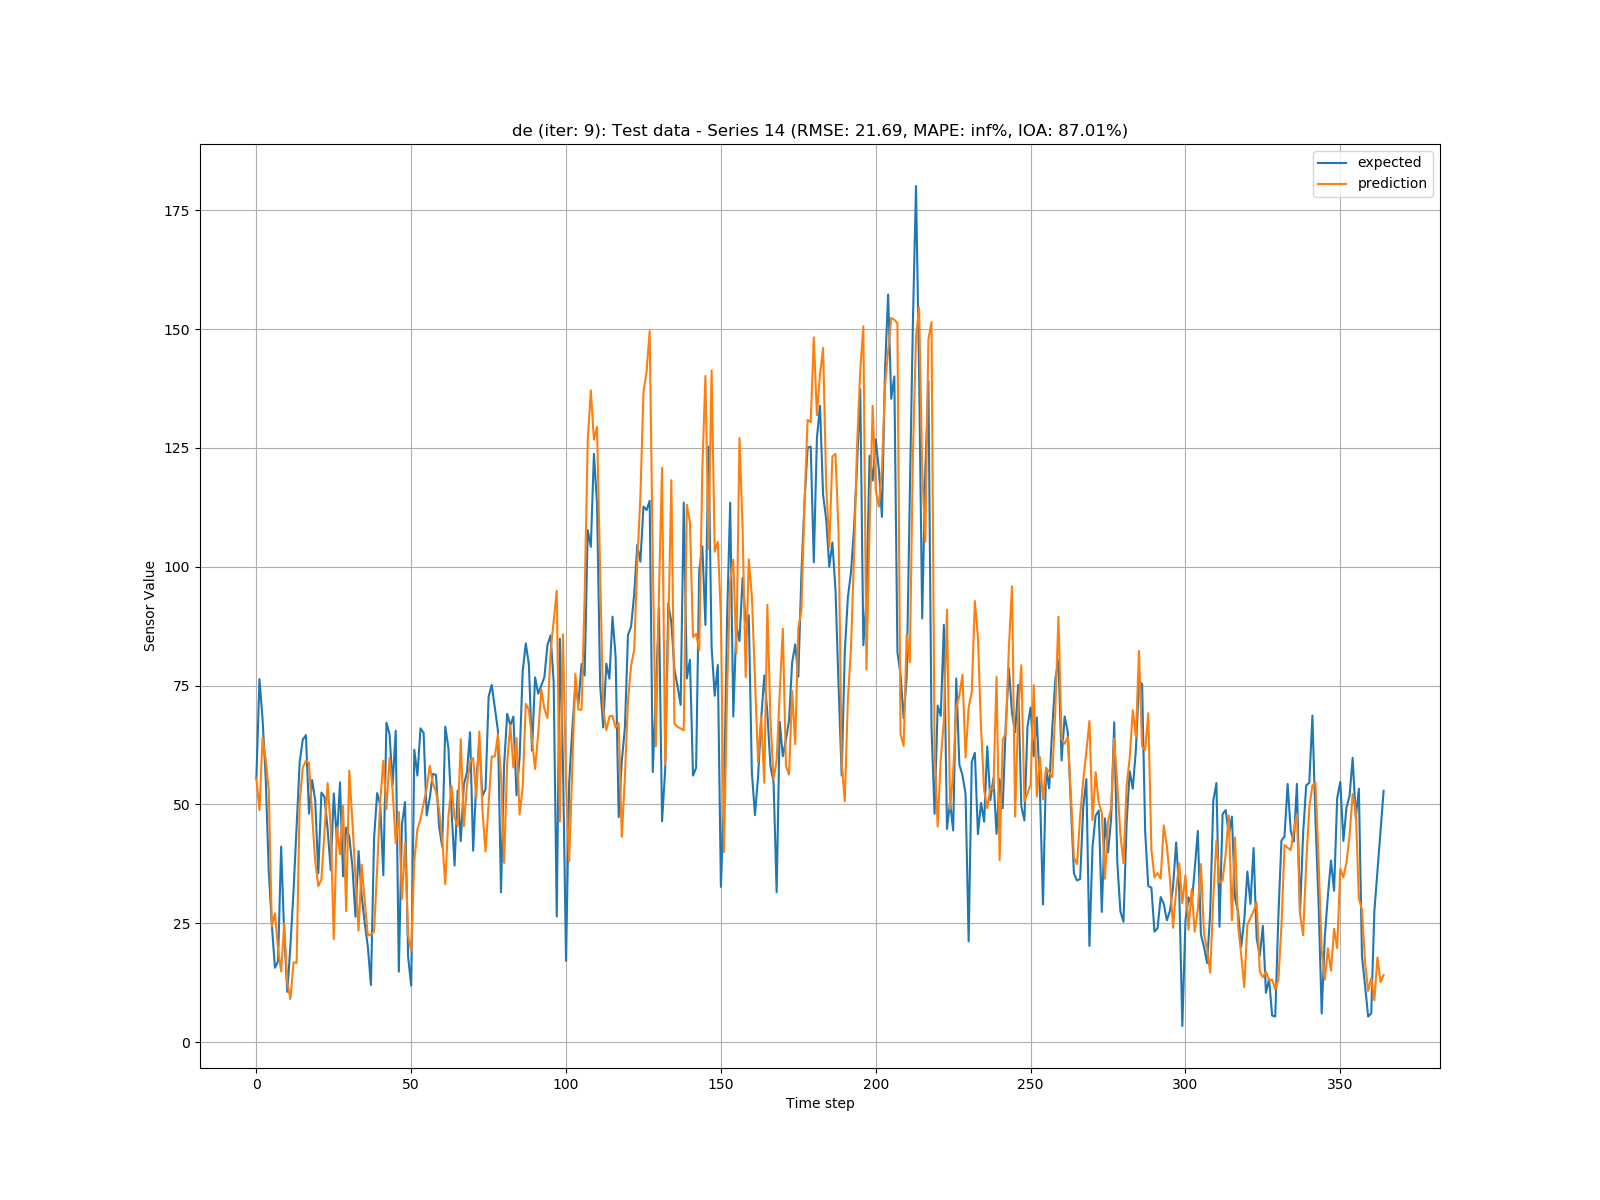 de (iter: 9): Test data - Series 14 (RMSE: 21.69, MAPE: inf%, IOA: 87.01%)
expected
prediction
175
150
125
100
75
50
25
0
Sensor Value
0 50 100 150 200 250 300 350
Time step